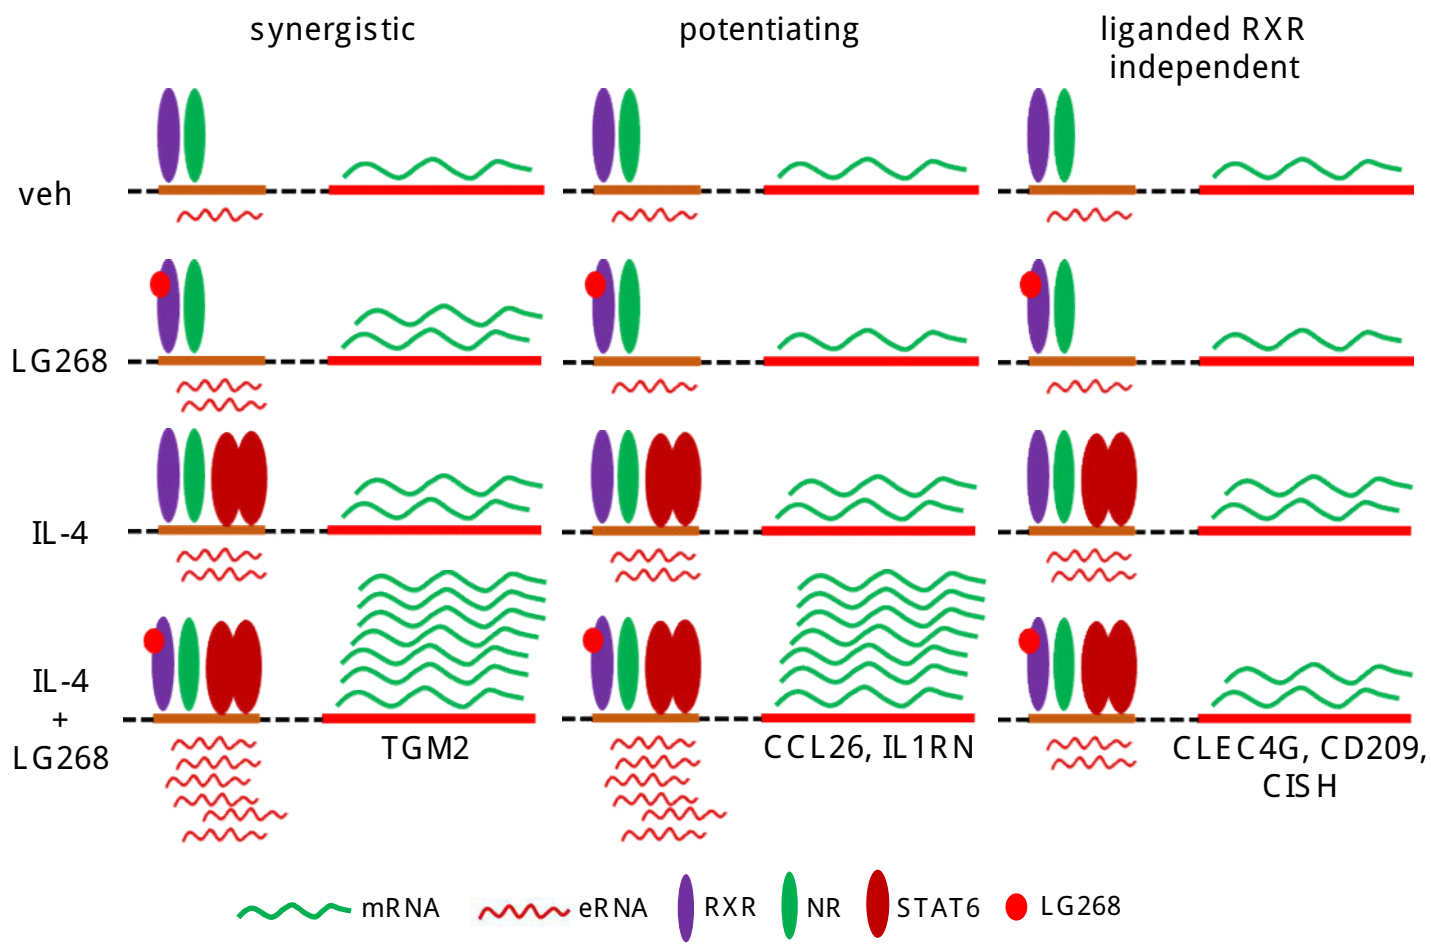 synergistic
potentiating
liganded RXR
independent
veh
LG268
IL-4
IL-4
+
LG268
TGM2
CCL26, IL1RN
CLEC4G, CD209,
CISH
mRNA
eRNA
RXR
NR
STAT6
LG268